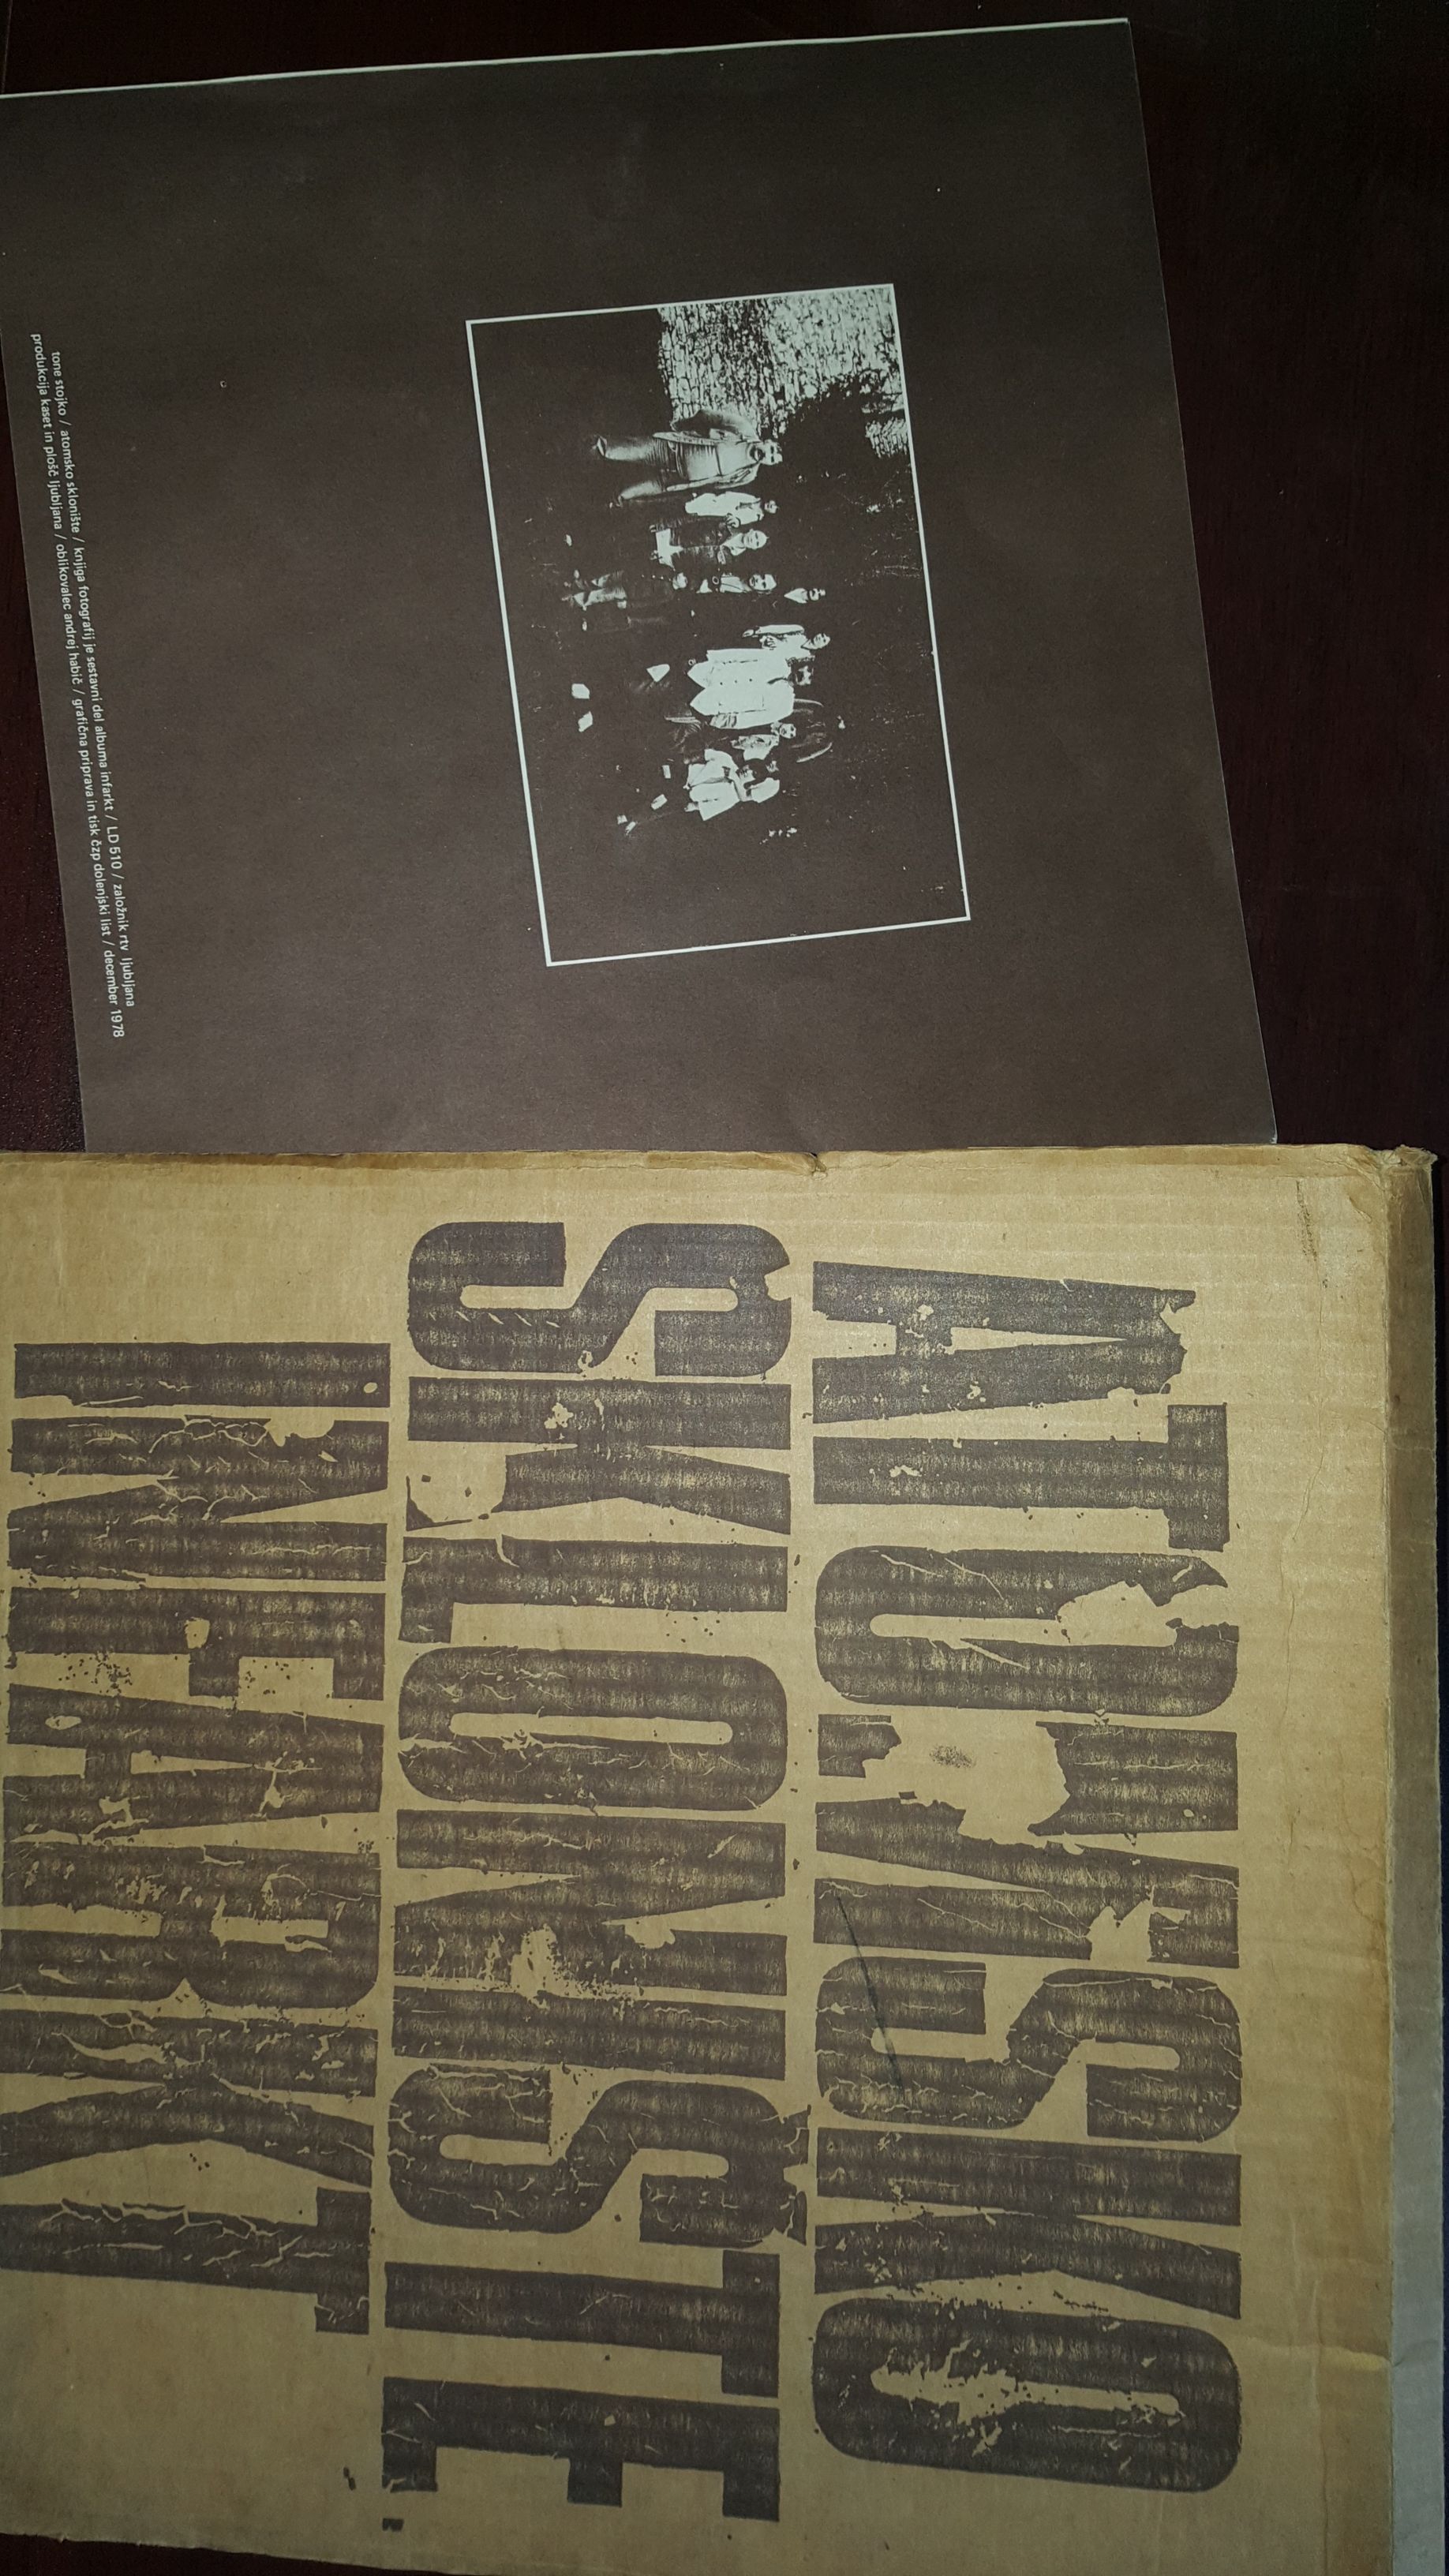 tone stojko / atomsko sklonište / knjiga fotografij je sestavni del albuma infarkt / LD 510 / založnik rtv ljubljana
produkcija kaset in plošč ljubljana / oblikovalec andrej habič / grafična priprava in tisk čzp dolenjski list / december 1978
ATOMSKO
SKLONIŠTE
INFARKT